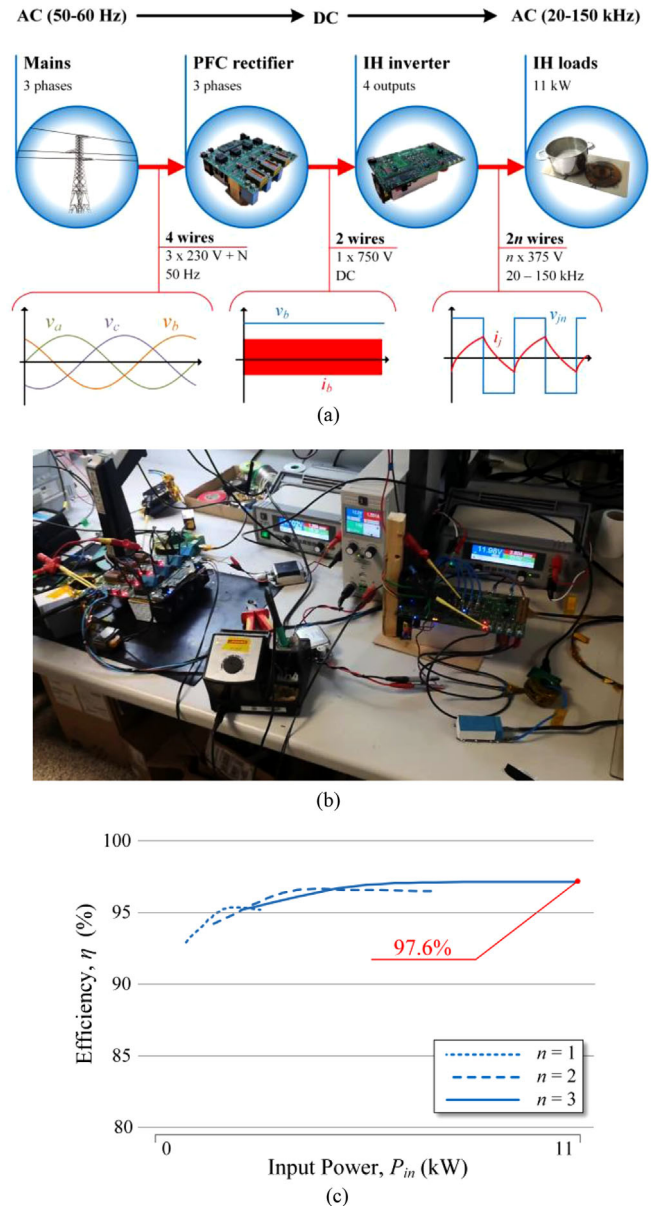 AC (50-60 Hz) DC AC (20-150 kHz)
Mains PFC rectifier IH inverter IH loads
3 phases 3 phases 4 outputs 11 kW
4 wires 2 wires 2n wires
3 x 230 V + N 1 x 750 V n x 375 V
50 Hz DC 20 – 150 kHz
va vc vb vb vjn
ij
ib
(a)
11.98V
(b)
100
95
97.6%
90
Efficiency, η (%)
85
n = 1
n = 2
n = 3
80
0 11
Input Power, Pin (kW)
(c)